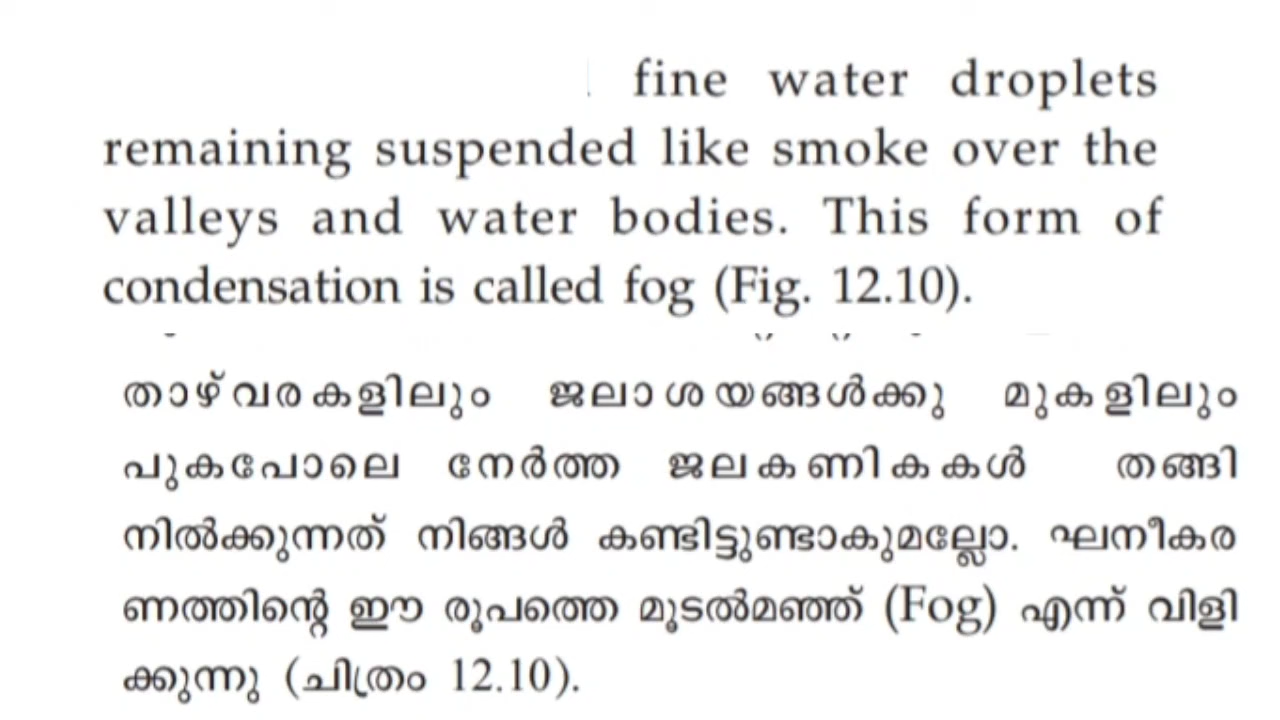 fine water droplets
remaining suspended like smoke over the
valleys and water bodies. This form of
condensation is called fog (Fig. 12.10).
താഴ്വരകളിലും ജലാശയങ്ങൾക്കു മുകളിലും
പുകപോലെ നേർത്ത ജലകണികകൾ തങ്ങി
നിൽക്കുന്നത് നിങ്ങൾ കണ്ടിട്ടുണ്ടാകുമല്ലോ. ഘനീകര
ണത്തിന്റെ ഈ രൂപത്തെ മൂടൽമഞ്ഞ് (Fog) എന്ന് വിളി
ക്കുന്നു (ചിത്രം 12.10).